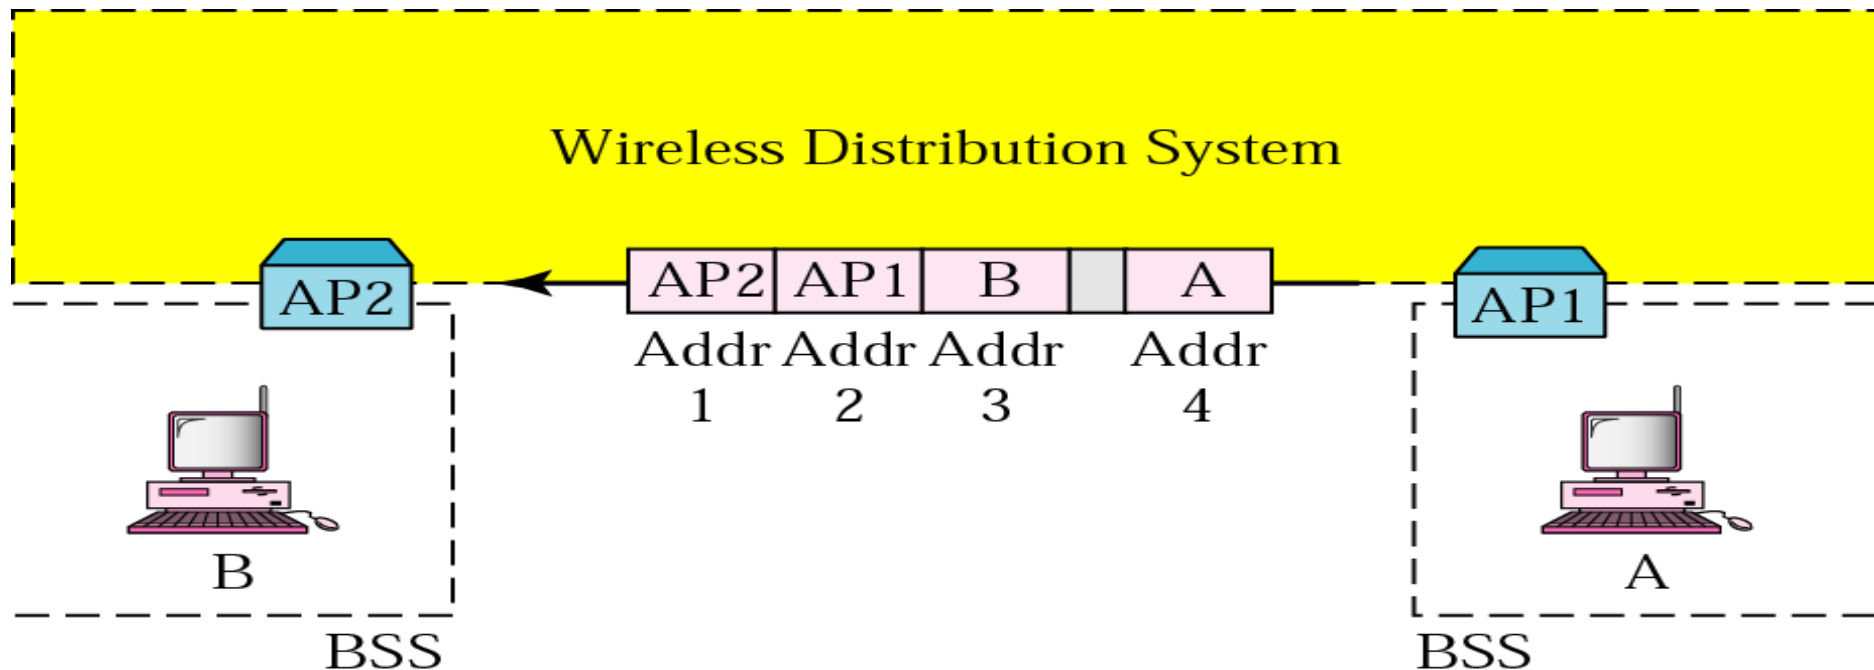 Wireless Distribution System
AP2
AP2 AP1 B A
AP1
Addr Addr Addr Addr
1 2 3 4
B
A
BSS
BSS